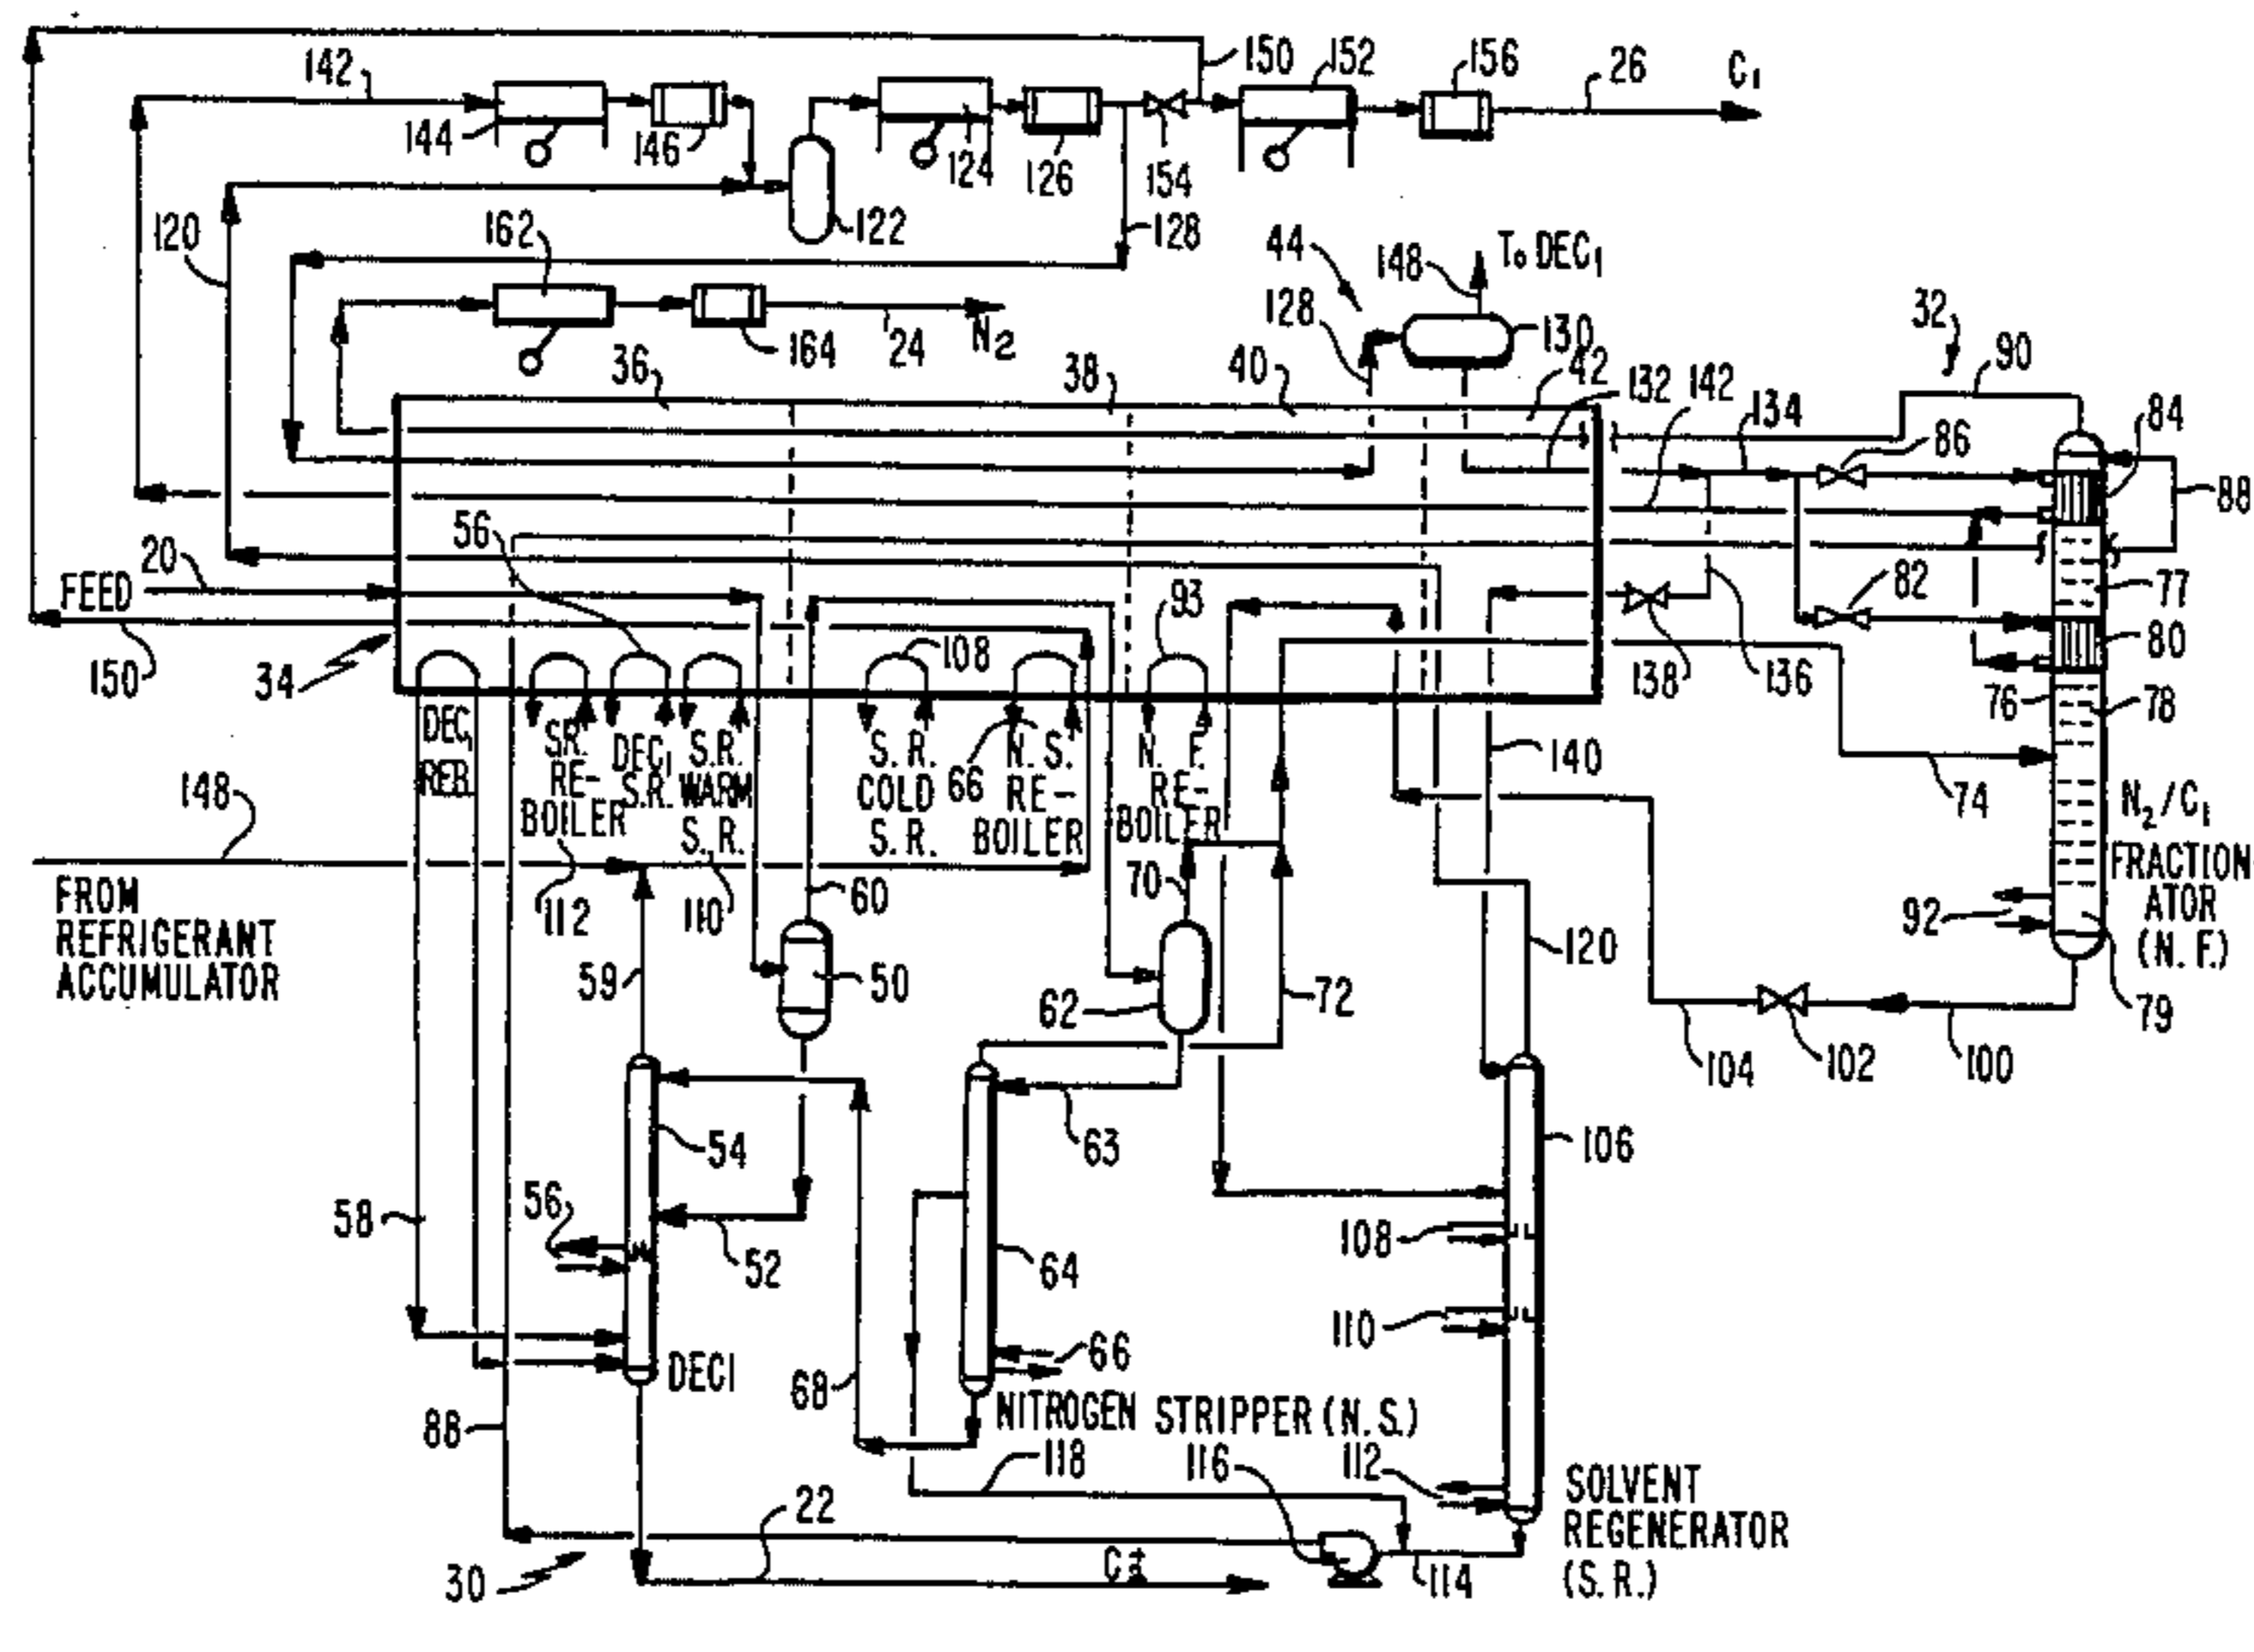 150
152
156
26
C₁
142
144
146
124
126
154
120
162
122
128
44
148
T₀ DEC₁
128
130
32
90
164
24
N₂
36
38
40
42
132
142
134
84
86
88
56
20
FEED
93
82
77
80
150
34
108
138
136
76
78
DEC₁
REB.
S.R.
RE-
BOILER
DEC₁
S.R.
S.R.
WARM
S.R.
S.R.
COLD
S.R.
66
N.S.
RE-
BOILER
N.F.
RE-
BOILER
140
74
N₂/C₁
FRACTION
ATOR
(N.F.)
148
FROM
REFRIGERANT
ACCUMULATOR
112
110
60
70
92
59
50
62
72
120
79
104
102
100
54
63
106
58
56
52
64
108
110
66
DEC1
68
NITROGEN STRIPPER (N.S.)
88
118
116
112
SOLVENT
REGENERATOR
(S.R.)
22
30
C₂⁺
114